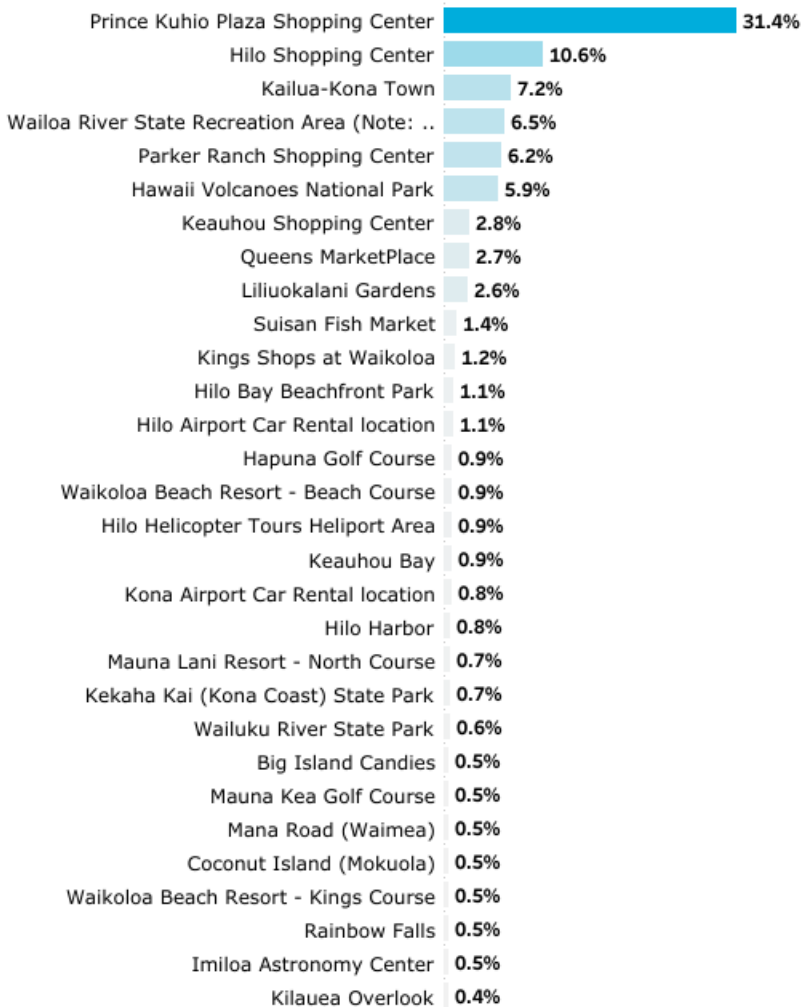 Prince Kuhio Plaza Shopping Center 31.4%
Hilo Shopping Center 10.6%
Kailua-Kona Town 7.2%
Wailoa River State Recreation Area (Note: .. 6.5%
Parker Ranch Shopping Center 6.2%
Hawaii Volcanoes National Park 5.9%
Keauhou Shopping Center 2.8%
Queens MarketPlace 2.7%
Liliuokalani Gardens 2.6%
Suisan Fish Market 1.4%
Kings Shops at Waikoloa 1.2%
Hilo Bay Beachfront Park 1.1%
Hilo Airport Car Rental location 1.1%
Hapuna Golf Course 0.9%
Waikoloa Beach Resort - Beach Course 0.9%
Hilo Helicopter Tours Heliport Area 0.9%
Keauhou Bay 0.9%
Kona Airport Car Rental location 0.8%
Hilo Harbor 0.8%
Mauna Lani Resort - North Course 0.7%
Kekaha Kai (Kona Coast) State Park 0.7%
Wailuku River State Park 0.6%
Big Island Candies 0.5%
Mauna Kea Golf Course 0.5%
Mana Road (Waimea) 0.5%
Coconut Island (Mokuola) 0.5%
Waikoloa Beach Resort - Kings Course 0.5%
Rainbow Falls 0.5%
Imiloa Astronomy Center 0.5%
Kilauea Overlook 0.4%